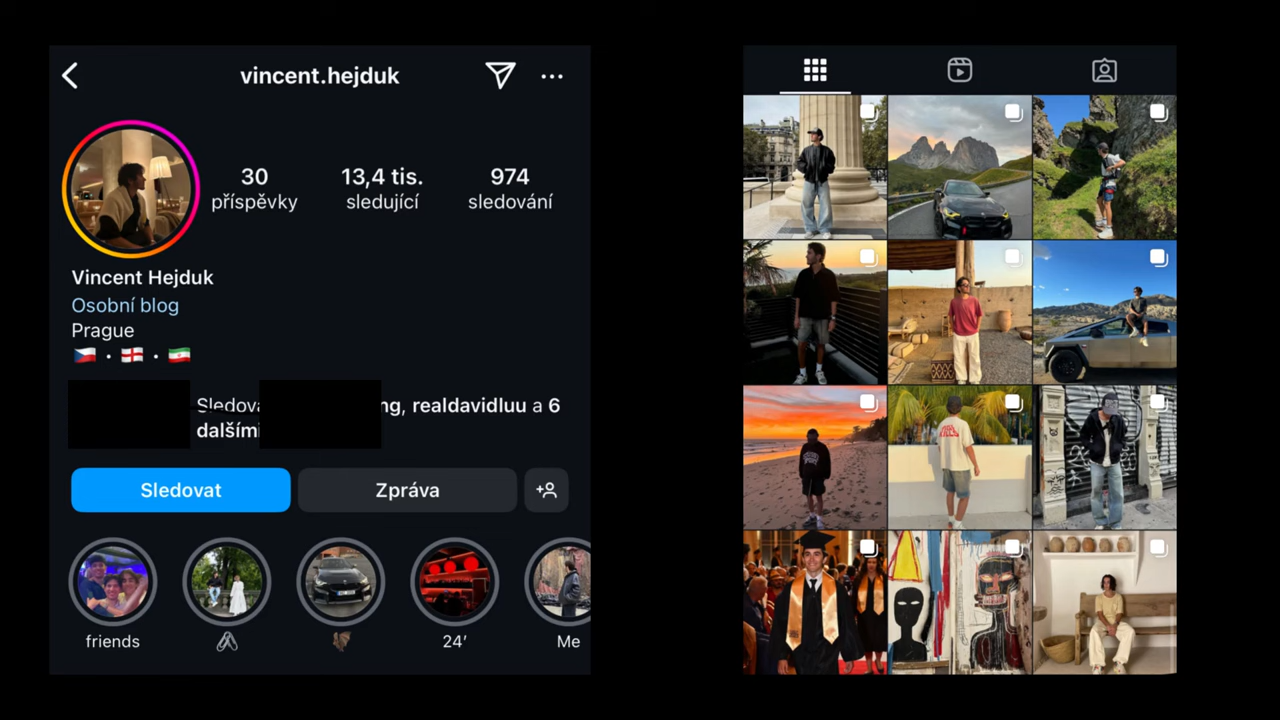 vincent.hejduk
30 13,4 tis. 974
příspěvky sledující sledování
Vincent Hejduk
Osobní blog
Prague
🇨🇿 • 🏴󠁧󠁢󠁥󠁮󠁧󠁿 • 🇮🇷
ng, realdavidluu a 6
dalšími
Sledovat Zpráva
friends 24' Me